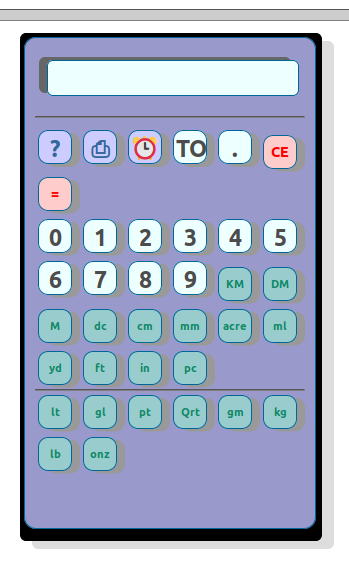 ? TO . CE
=
0 1 2 3 4 5
6 7 8 9 KM DM
M dc cm mm acre ml
yd ft in pc
lt gl pt Qrt gm kg
lb onz